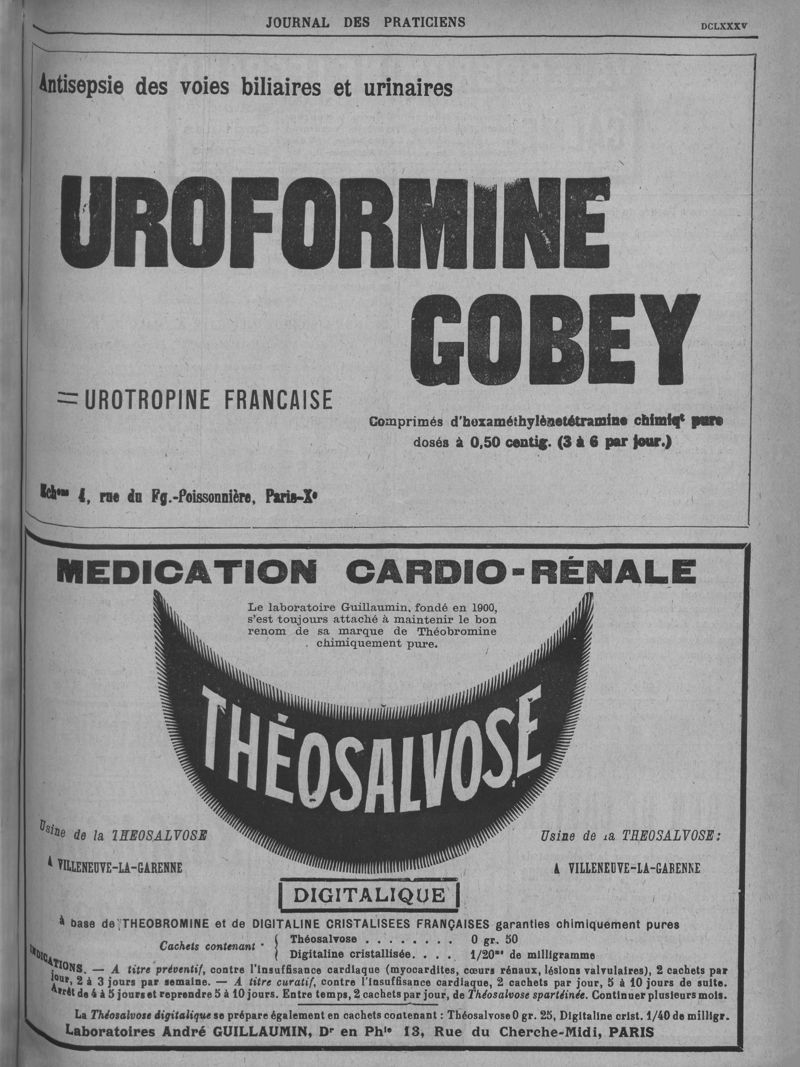 JOURNAL DES PRATICIENS
DCLXXXV
Antisepsie des voies biliaires et urinaires
UROFORMINE
GOBEY
= UROTROPINE FRANCAISE
Comprimés d'hexaméthylènetétramine chimiqt pure
dosés à 0,50 centig. (3 à 6 par jour.)
Echons 4, rue du Fg.-Poissonnière, Paris-Xe
MEDICATION CARDIO-RÉNALE
Le laboratoire Guillaumin, fondé en 1900,
s'est toujours attaché à maintenir le bon
renom de sa marque de Théobromine
chimiquement pure.
THÉOSALVOSE
Usine de la THEOSALVOSE
A VILLENEUVE-LA-GARENNE
Usine de la THEOSALVOSE:
A VILLENEUVE-LA-GARENNE
DIGITALIQUE
à base de THEOBROMINE et de DIGITALINE CRISTALISEES FRANÇAISES garanties chimiquement pures
Cachets contenant :
Théosalvose . . . . . . . . 0 gr. 50
Digitaline cristallisée. . . . 1/20me de milligramme
INDICATIONS. — A titre préventif, contre l'insuffisance cardiaque (myocardites, cœurs rénaux, lésions valvulaires), 2 cachets par
jour, 2 à 3 jours par semaine. — A titre curatif, contre l'insuffisance cardiaque, 2 cachets par jour, 5 à 10 jours de suite.
Arrêt de 4 à 5 jours et reprendre 5 à 10 jours. Entre temps, 2 cachets par jour, de Théosalvose spartéinée. Continuer plusieurs mois.
La Théosalvose digitalique se prépare également en cachets contenant : Théosalvose 0 gr. 25, Digitaline crist. 1/40 de milligr.
Laboratoires André GUILLAUMIN, Dr en Phie 13, Rue du Cherche-Midi, PARIS